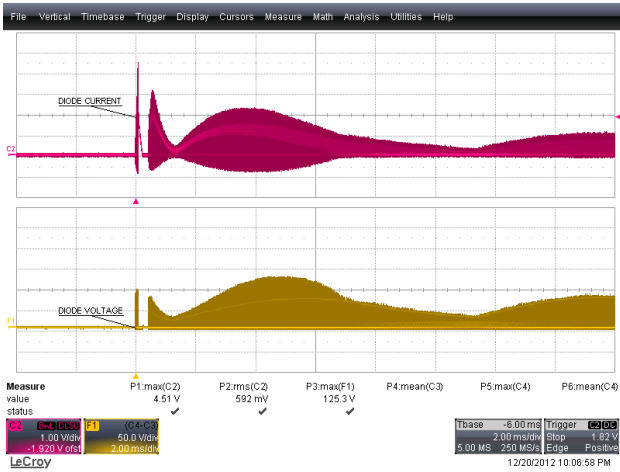 File Vertical Timebase Trigger Display Cursors Measure Math Analysis Utilities Help
DIODE CURRENT
C2
DIODE VOLTAGE
F1
Measure P1:max(C2) P2:rms(C2) P3:max(F1) P4:mean(C3) P5:max(C4) P6:mean(C4)
value 4.51 V 592 mV 125.3 V
status
C2 BwL DC50 F1 (C4-C3) Tbase -6.00 ms Trigger C2 DC
1.00 V/div 50.0 V/div 2.00 ms/div Stop 1.82 V
-1.920 V ofst 2.00 ms/div 5.00 MS 250 MS/s Edge Positive
LeCroy 12/20/2012 10:06:58 PM